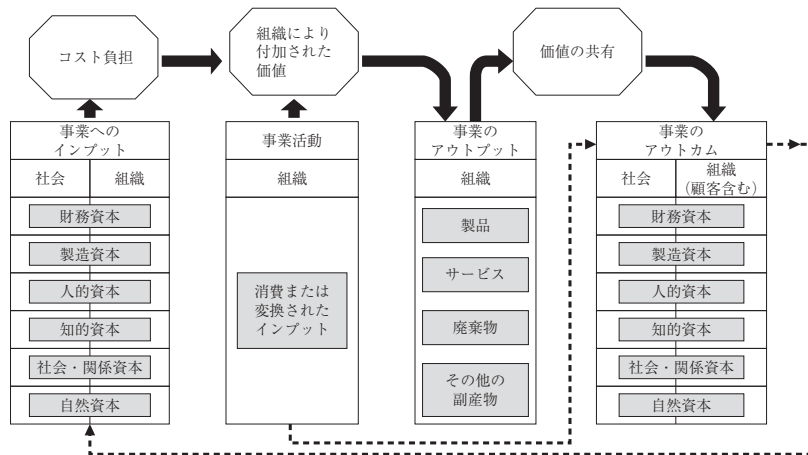 コスト負担
組織により
付加された
価値
価値の共有
事業への
インプット
社会
組織
財務資本
製造資本
人的資本
知的資本
社会・関係資本
自然資本
事業活動
組織
消費または
変換された
インプット
事業の
アウトプット
組織
製品
サービス
廃棄物
その他の
副産物
事業の
アウトカム
社会
組織
（顧客含む）
財務資本
製造資本
人的資本
知的資本
社会・関係資本
自然資本